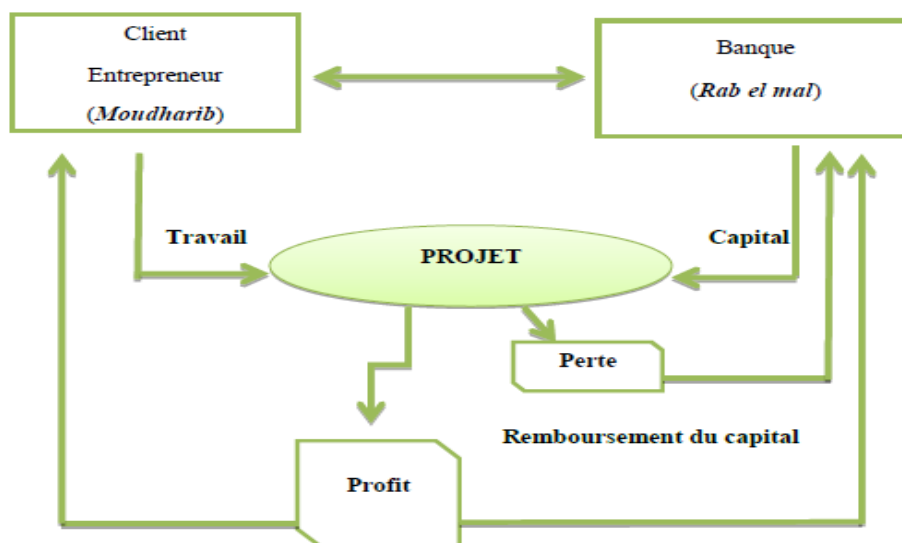 Client
Entrepreneur
(Moudharib)
Banque
(Rab el mal)
Travail
Capital
PROJET
Perte
Remboursement du capital
Profit